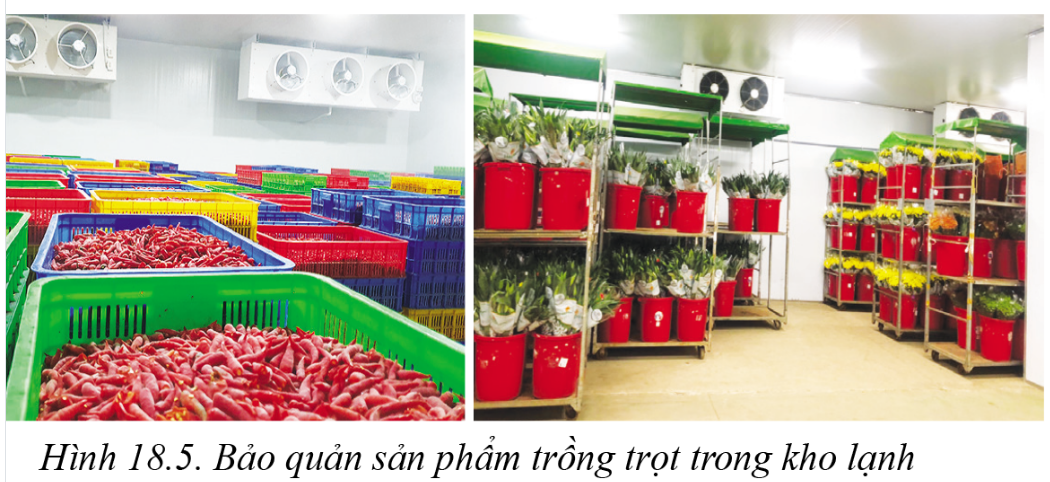 Hình 18.5. Bảo quản sản phẩm trồng trọt trong kho lạnh